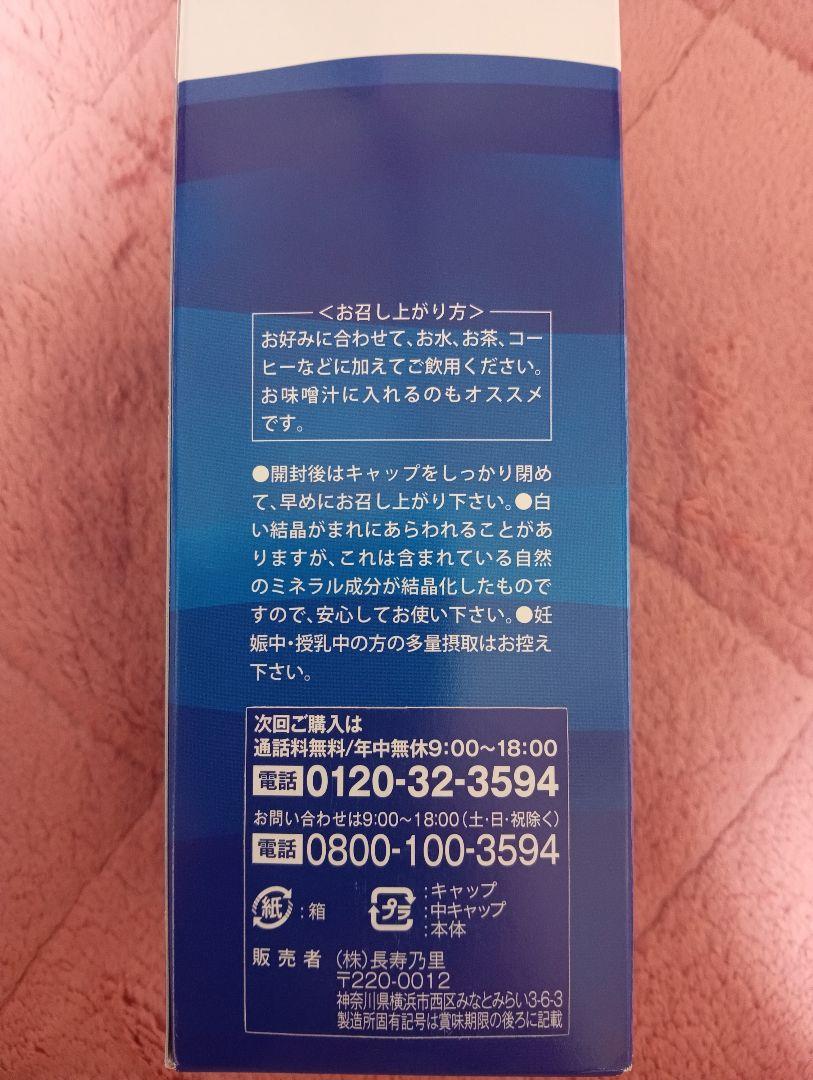 ＜お召し上がり方＞
お好みに合わせて、お水、お茶、コー
ヒーなどに加えてご飲用ください。
お味噌汁に入れるのもオススメ
です。
●開封後はキャップをしっかり閉め
て、早めにお召し上がり下さい。●白
い結晶がまれにあらわれることがあ
りますが、これは含まれている自然
のミネラル成分が結晶化したもので
すので、安心してお使い下さい。●妊
娠中・授乳中の方の多量摂取はお控え
下さい。
次回ご購入は
通話料無料/年中無休9:00～18:00
電話 0120-32-3594
お問い合わせは9:00～18:00(土・日・祝除く)
電話 0800-100-3594
紙 :箱
プラ :キャップ
:中キャップ
:本体
販売者 (株)長寿乃里
〒220-0012
神奈川県横浜市西区みなとみらい3-6-3
製造所固有記号は賞味期限の後ろに記載